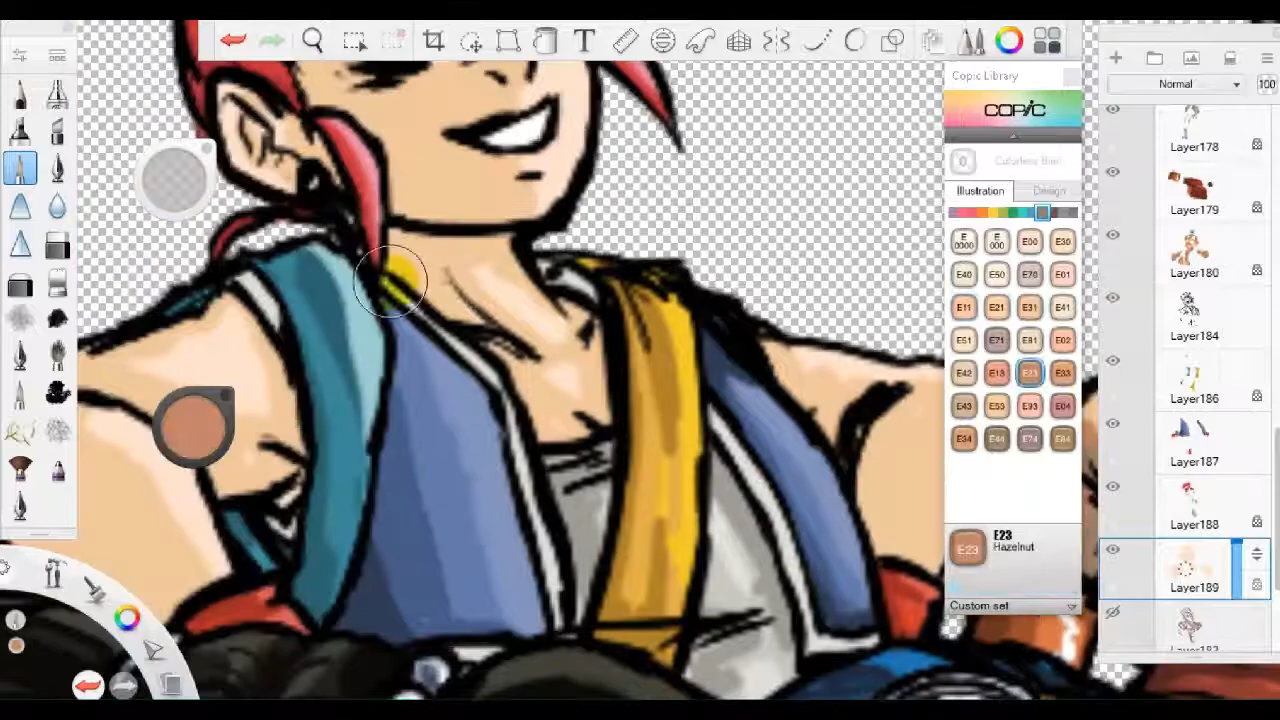 Copic Library
COPIC
0 Colorless Blen
Illustration Design
E0000 E000 E00 E30
E40 E50 E70 E01
E11 E21 E31 E41
E51 E71 E81 E02
E42 E13 E23 E33
E43 E53 E93 E04
E34 E44 E74 E84
E23
E23
Hazelnut
Custom set
Normal 100
Layer178
Layer179
Layer180
Layer184
Layer186
Layer187
Layer188
Layer189